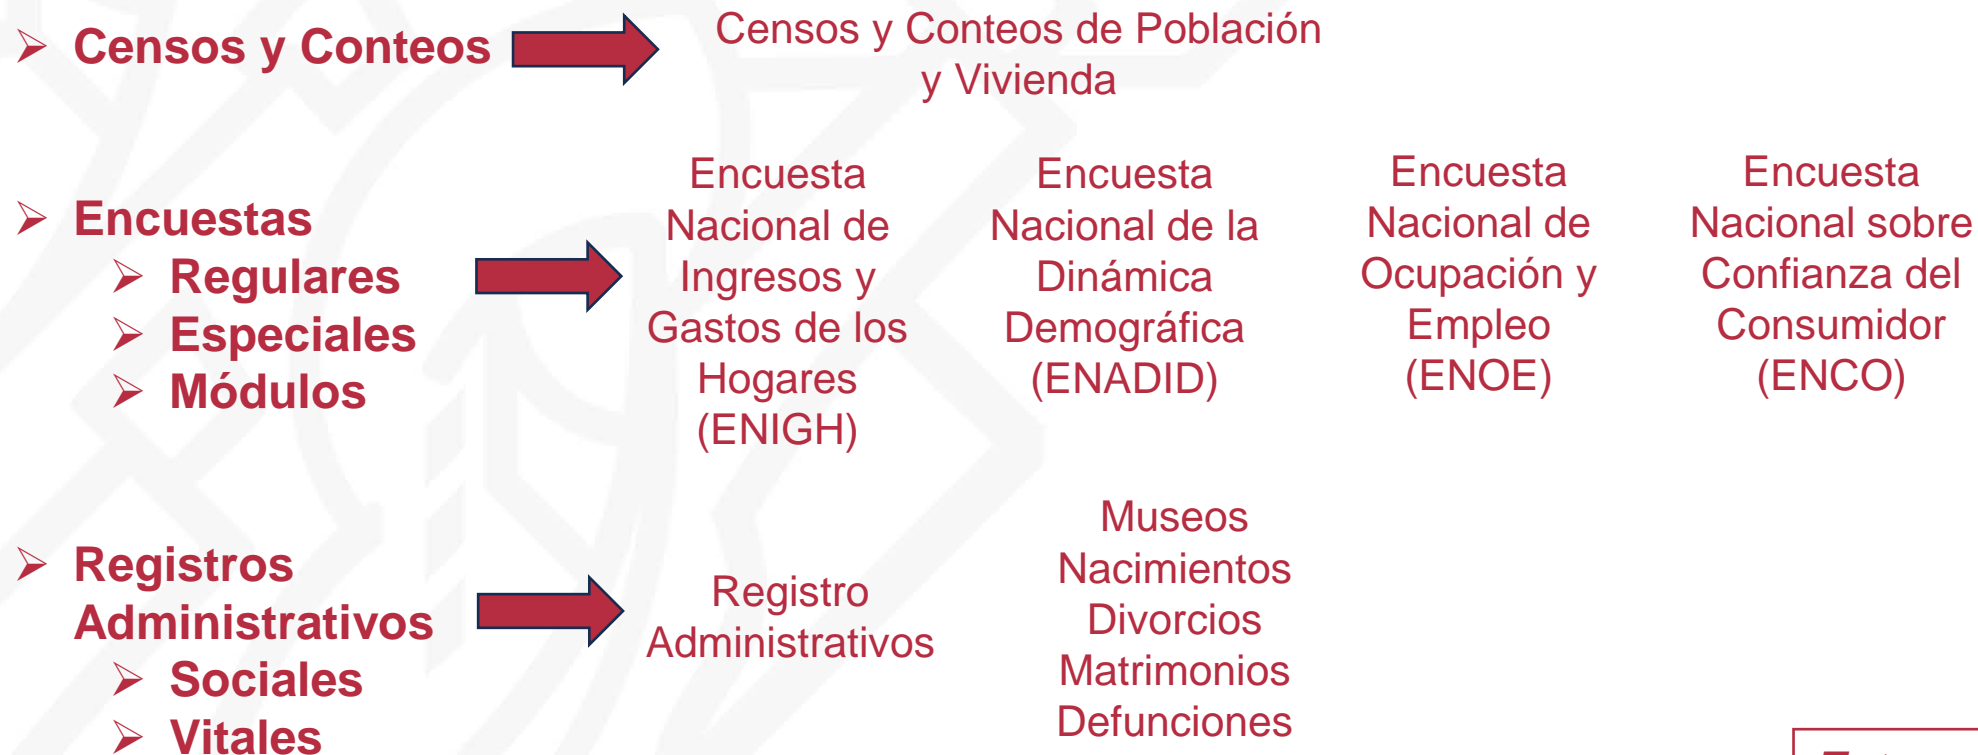 ➢ Censos y Conteos
Censos y Conteos de Población
y Vivienda
➢ Encuestas
➢ Regulares
➢ Especiales
➢ Módulos
Encuesta
Nacional de
Ingresos y
Gastos de los
Hogares
(ENIGH)
Encuesta
Nacional de la
Dinámica
Demográfica
(ENADID)
Encuesta
Nacional de
Ocupación y
Empleo
(ENOE)
Encuesta
Nacional sobre
Confianza del
Consumidor
(ENCO)
➢ Registros
Administrativos
➢ Sociales
➢ Vitales
Registro
Administrativos
Museos
Nacimientos
Divorcios
Matrimonios
Defunciones